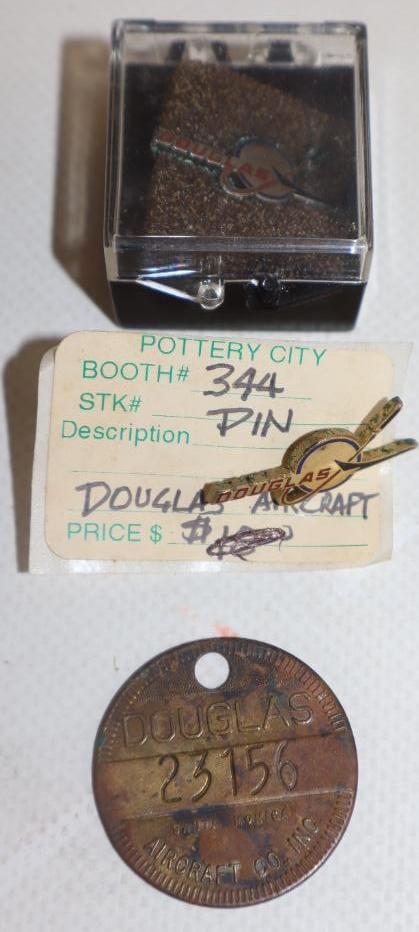 DOUGLAS
POTTERY CITY
BOOTH# 344
STK# PIN
Description
DOUGLAS
DOUGLAS AIRCRAFT
PRICE $ $
DOUGLAS
23156
AIRCRAFT CO. INC.